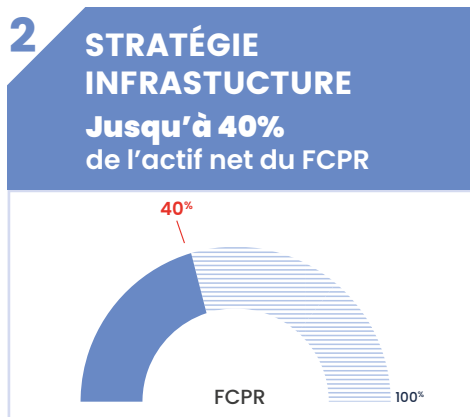 2
STRATÉGIE
INFRASTUCTURE
Jusqu’à 40%
de l’actif net du FCPR
40%
FCPR
100%